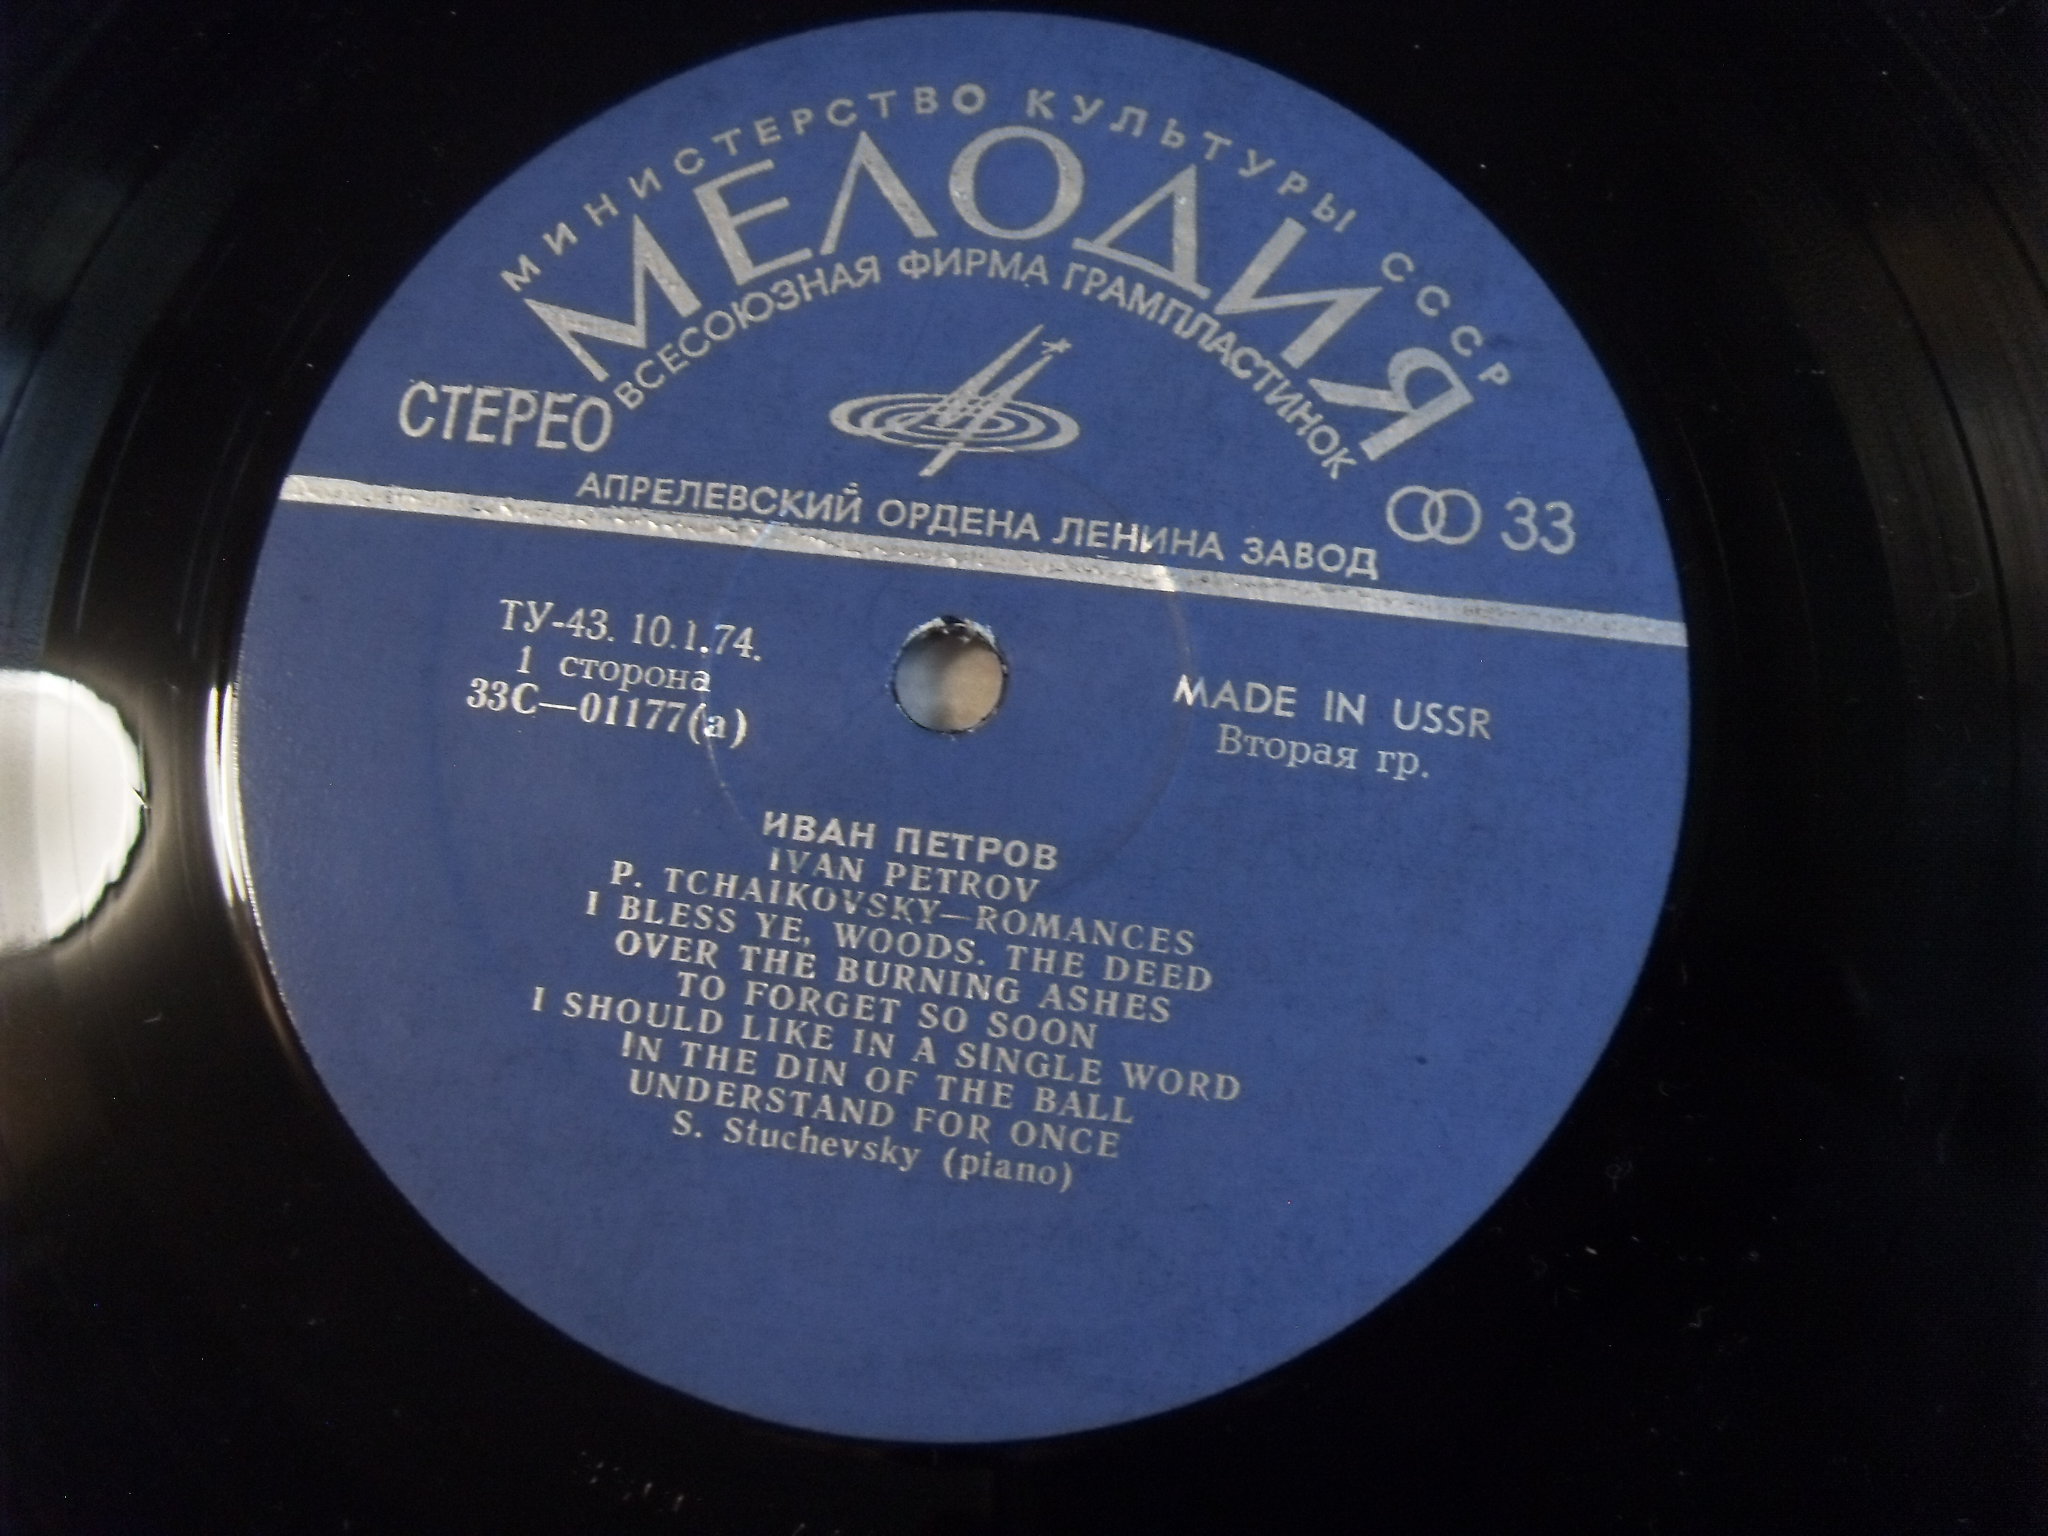 МИНИСТЕРСТВО КУЛЬТУРЫ СССР
МЕЛОДИЯ
ВСЕСОЮЗНАЯ ФИРМА ГРАМПЛАСТИНОК
СТЕРЕО
33
АПРЕЛЕВСКИЙ ОРДЕНА ЛЕНИНА ЗАВОД
ТУ-43. 10.1.74.
1 сторона
33С—01177(а)
MADE IN USSR
Вторая гр.
ИВАН ПЕТРОВ
IVAN PETROV
P. TCHAIKOVSKY—ROMANCES
I BLESS YE, WOODS. THE DEED
OVER THE BURNING ASHES
TO FORGET SO SOON
I SHOULD LIKE IN A SINGLE WORD
IN THE DIN OF THE BALL
UNDERSTAND FOR ONCE
S. Stuchevsky (piano)